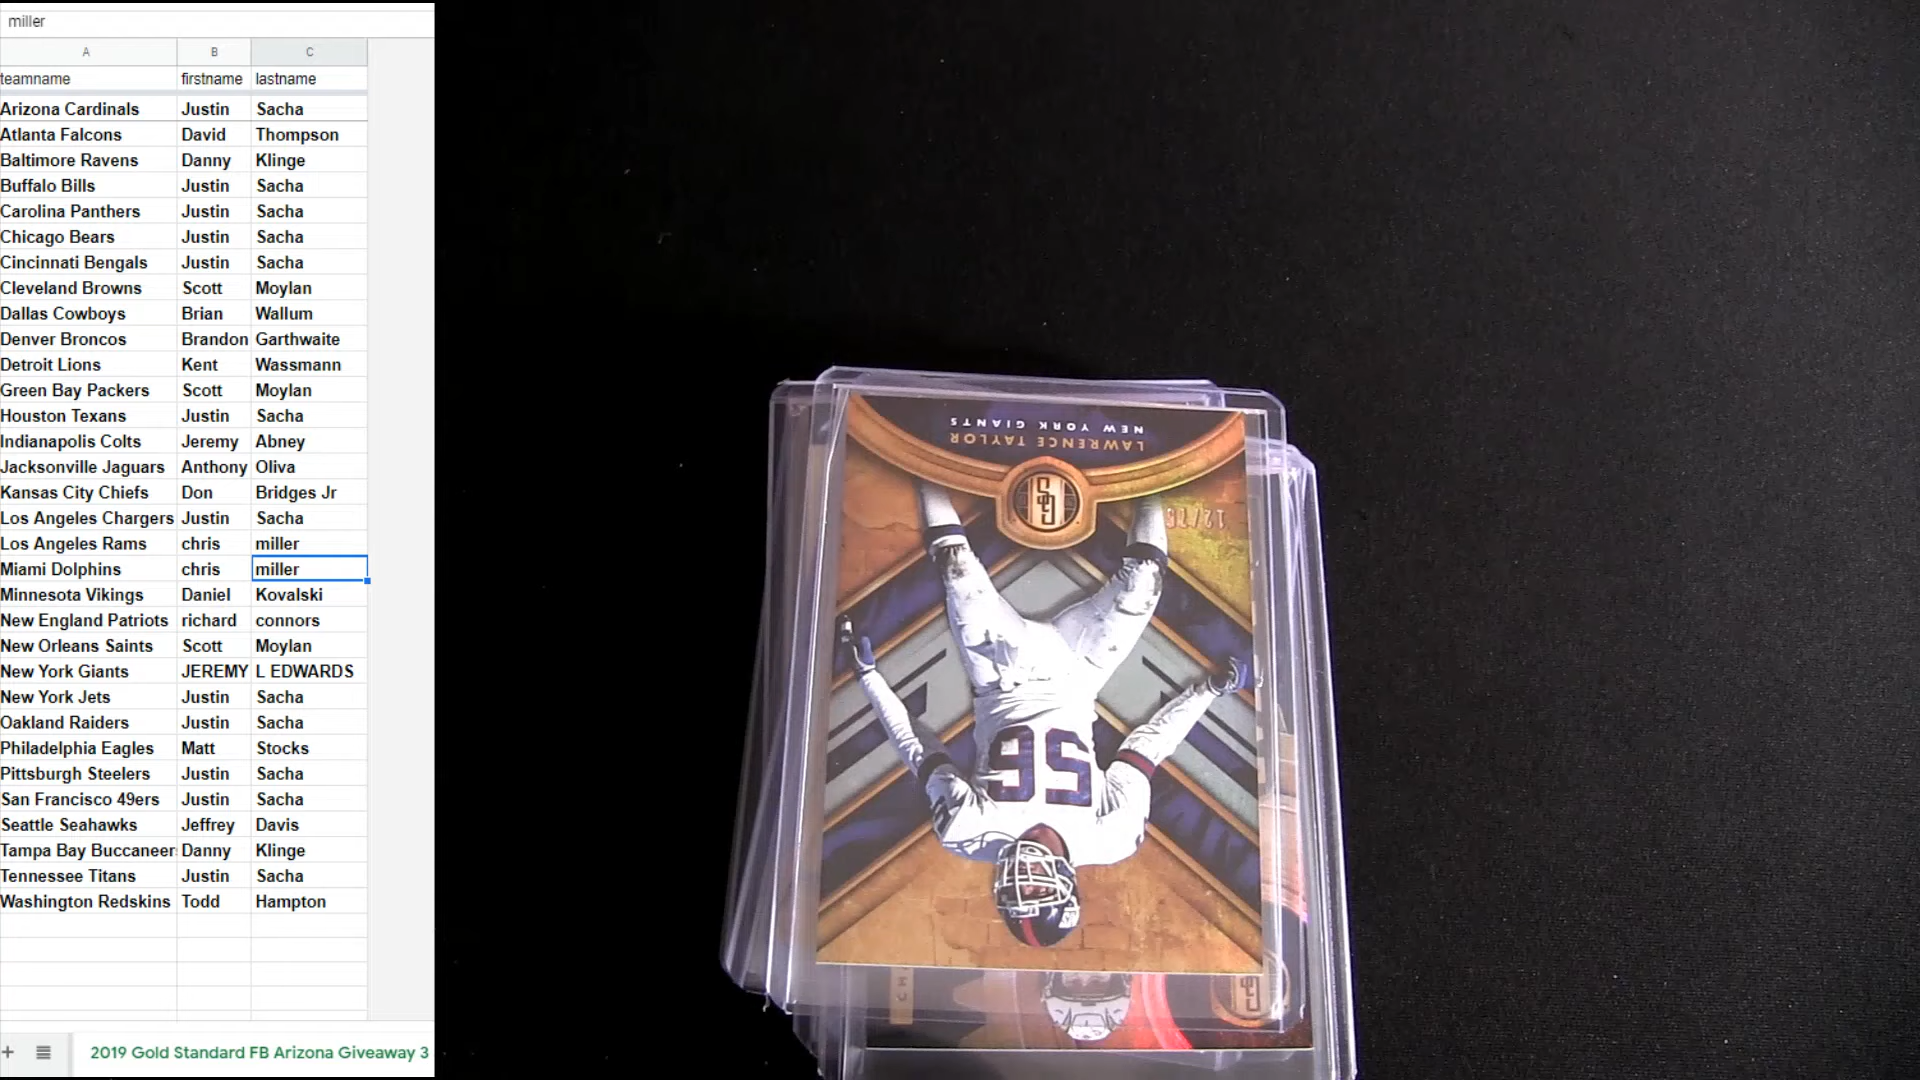 miller
A B C
teamname firstname lastname
Arizona Cardinals Justin Sacha
Atlanta Falcons David Thompson
Baltimore Ravens Danny Klinge
Buffalo Bills Justin Sacha
Carolina Panthers Justin Sacha
Chicago Bears Justin Sacha
Cincinnati Bengals Justin Sacha
Cleveland Browns Scott Moylan
Dallas Cowboys Brian Wallum
Denver Broncos Brandon Garthwaite
Detroit Lions Kent Wassmann
Green Bay Packers Scott Moylan
Houston Texans Justin Sacha
Indianapolis Colts Jeremy Abney
Jacksonville Jaguars Anthony Oliva
Kansas City Chiefs Don Bridges Jr
Los Angeles Chargers Justin Sacha
Los Angeles Rams chris miller
Miami Dolphins chris miller
Minnesota Vikings Daniel Kovalski
New England Patriots richard connors
New Orleans Saints Scott Moylan
New York Giants JEREMY L EDWARDS
New York Jets Justin Sacha
Oakland Raiders Justin Sacha
Philadelphia Eagles Matt Stocks
Pittsburgh Steelers Justin Sacha
San Francisco 49ers Justin Sacha
Seattle Seahawks Jeffrey Davis
Tampa Bay Buccaneer Danny Klinge
Tennessee Titans Justin Sacha
Washington Redskins Todd Hampton
2019 Gold Standard FB Arizona Giveaway 3
LAWRENCE TAYLOR
NEW YORK GIANTS
12/75
56